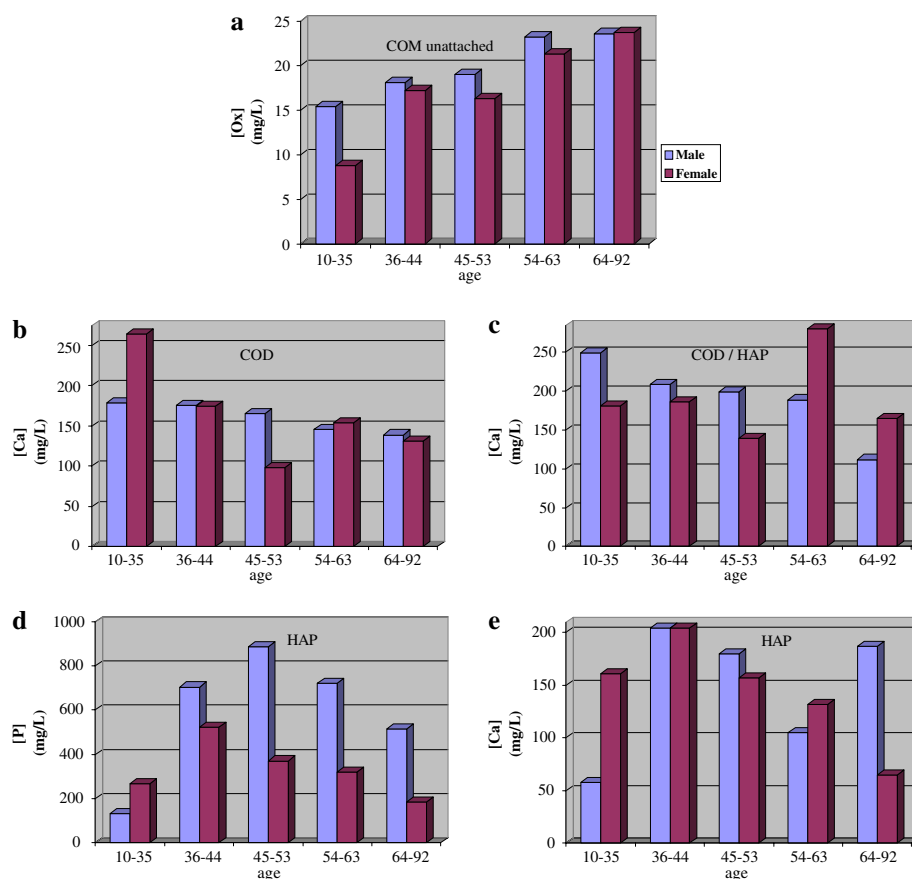 a
COM unattached
25
20
15
10
5
0
[Ox]
(mg/L)
10-35 36-44 45-53 54-63 64-92
age
Male
Female
b
COD
250
200
150
100
50
0
[Ca]
(mg/L)
10-35 36-44 45-53 54-63 64-92
age
c
COD / HAP
250
200
150
100
50
0
[Ca]
(mg/L)
10-35 36-44 45-53 54-63 64-92
age
d
HAP
1000
800
600
400
200
0
[P]
(mg/L)
10-35 36-44 45-53 54-63 64-92
age
e
HAP
200
150
100
50
0
[Ca]
(mg/L)
10-35 36-44 45-53 54-63 64-92
age